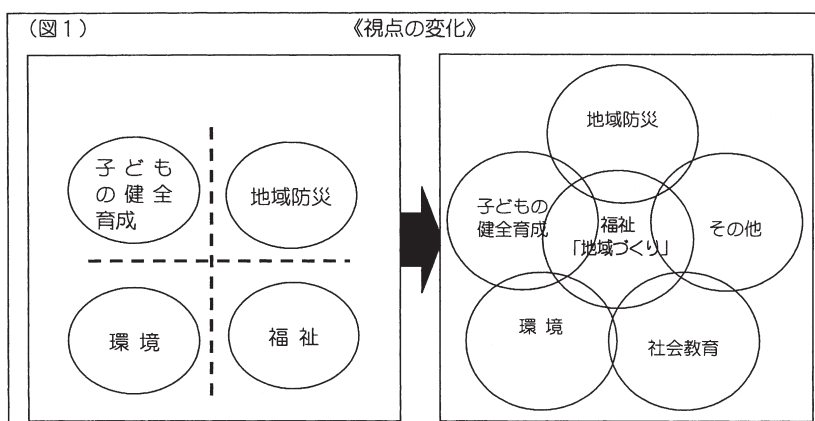 （図１）
《視点の変化》
子ども
の健全
育成
地域防災
環境
福祉
地域防災
子どもの
健全育成
福祉
「地域づくり」
その他
環境
社会教育